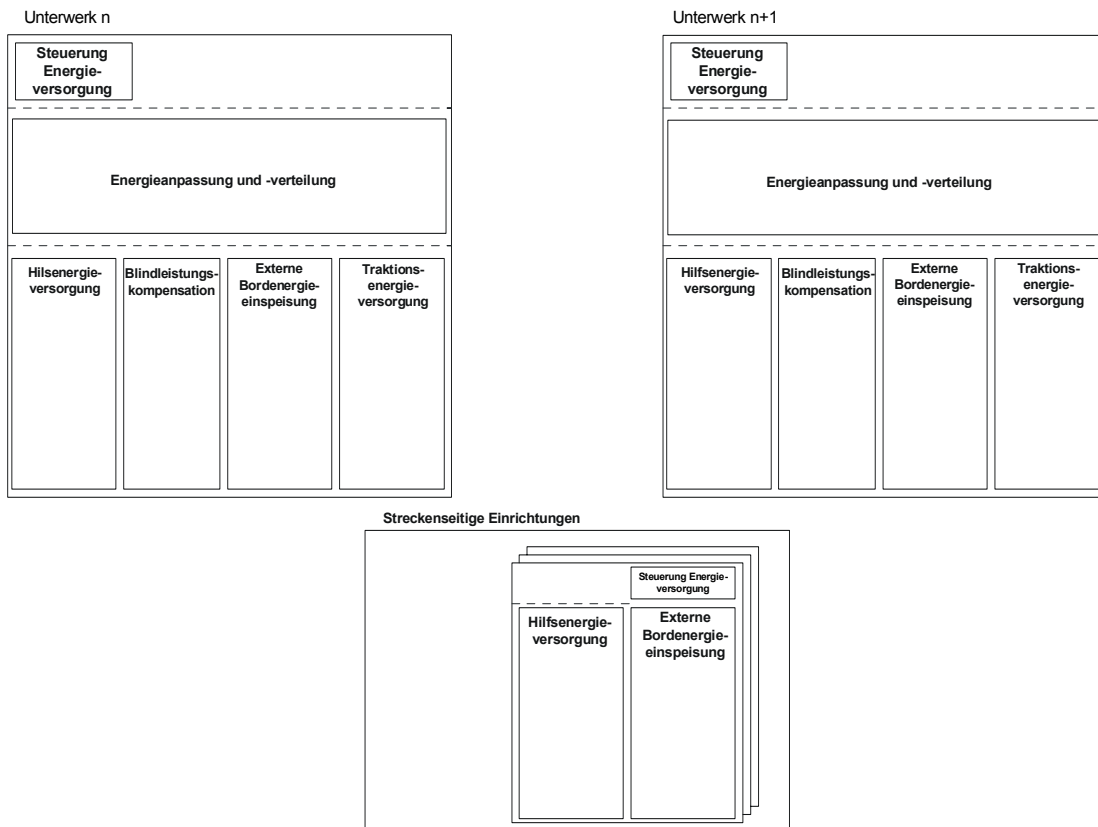 Unterwerk n
Steuerung
Energie-
versorgung
Energieanpassung und -verteilung
Hilsenergie-
versorgung
Blindleistungs-
kompensation
Externe
Bordenergie-
einspeisung
Traktions-
energie-
versorgung
Unterwerk n+1
Steuerung
Energie-
versorgung
Energieanpassung und -verteilung
Hilfsenergie-
versorgung
Blindleistungs-
kompensation
Externe
Bordenergie-
einspeisung
Traktions-
energie-
versorgung
Streckenseitige Einrichtungen
Steuerung Energie-
versorgung
Hilfsenergie-
versorgung
Externe
Bordenergie-
einspeisung